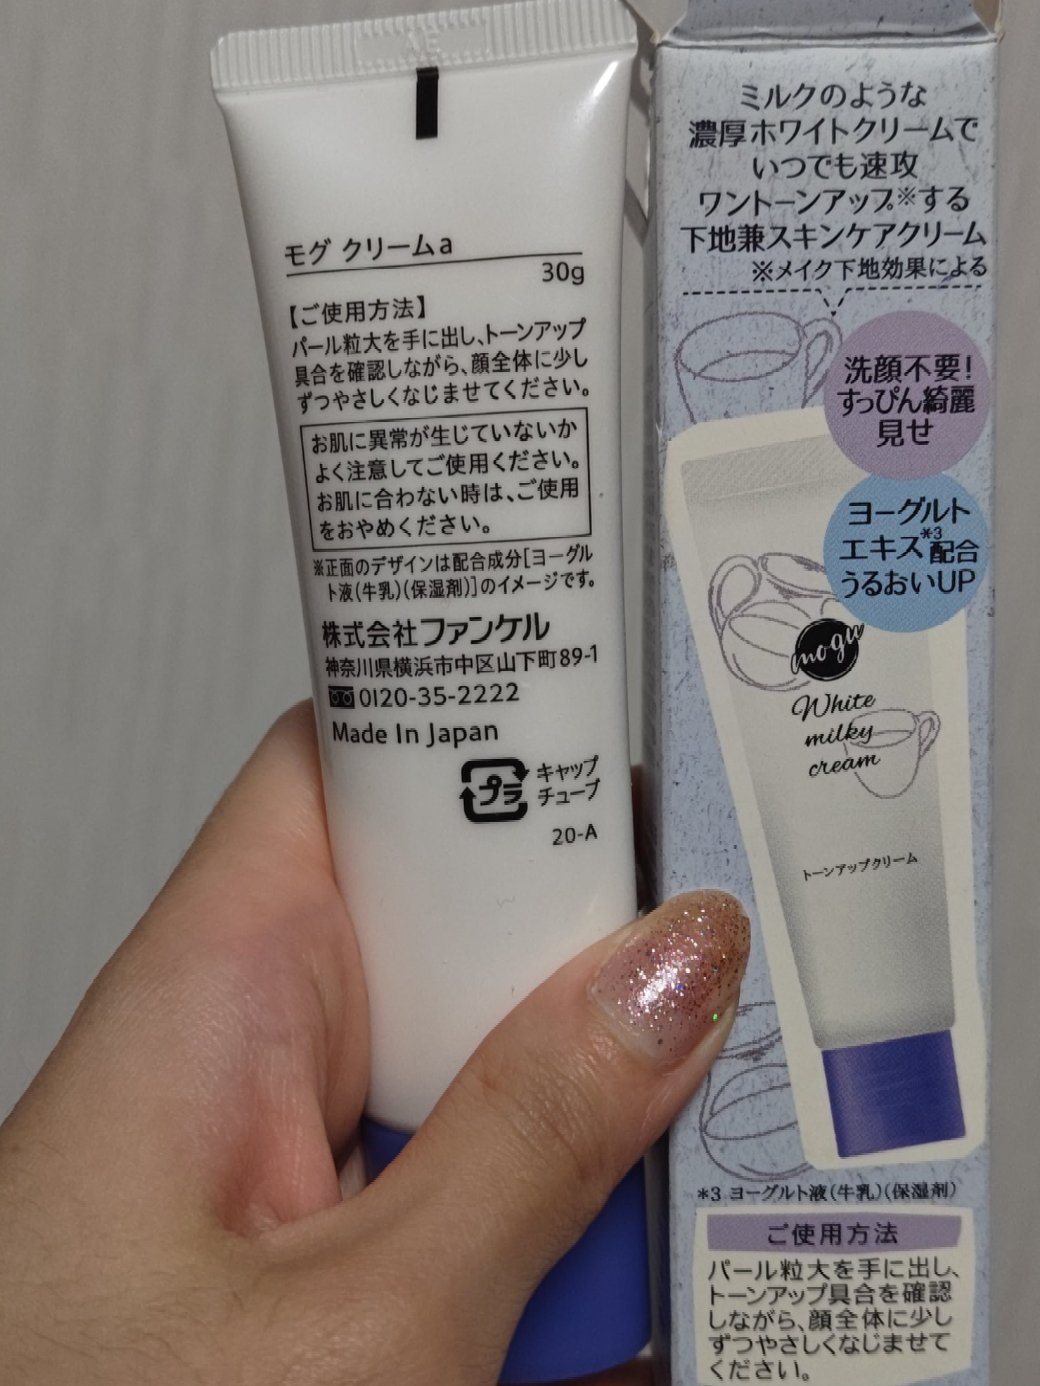 モグ クリームa
30g
【ご使用方法】
パール粒大を手に出し、トーンアップ
具合を確認しながら、顔全体に少し
ずつやさしくなじませてください。
お肌に異常が生じていないか
よく注意してご使用ください。
お肌に合わない時は、ご使用
をおやめください。
※正面のデザインは配合成分[ヨーグル
ト液(牛乳)(保湿剤)]のイメージです。
株式会社ファンケル
神奈川県横浜市中区山下町89-1
0120-35-2222
Made In Japan
プラ
キャップ
チューブ
20-A
ミルクのような
濃厚ホワイトクリームで
いつでも速攻
ワントーンアップ※する
下地兼スキンケアクリーム
※メイク下地効果による
洗顔不要!
すっぴん綺麗
見せ
ヨーグルト
エキス*3配合
うるおいUP
mogu
White
milky
cream
トーンアップクリーム
*3 ヨーグルト液(牛乳)(保湿剤)
ご使用方法
パール粒大を手に出し、
トーンアップ具合を確認
しながら、顔全体に少し
ずつやさしくなじませて
ください。